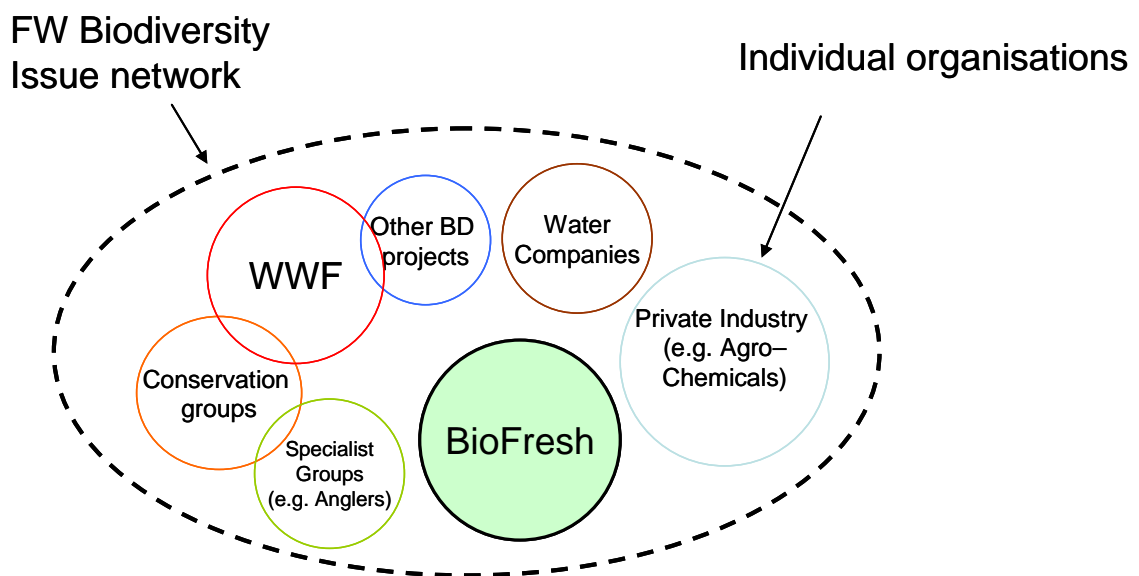 FW Biodiversity
Issue network
Individual organisations
Other BD
projects
Water
Companies
WWF
Private Industry
(e.g. Agro–
Chemicals)
Conservation
groups
BioFresh
Specialist
Groups
(e.g. Anglers)